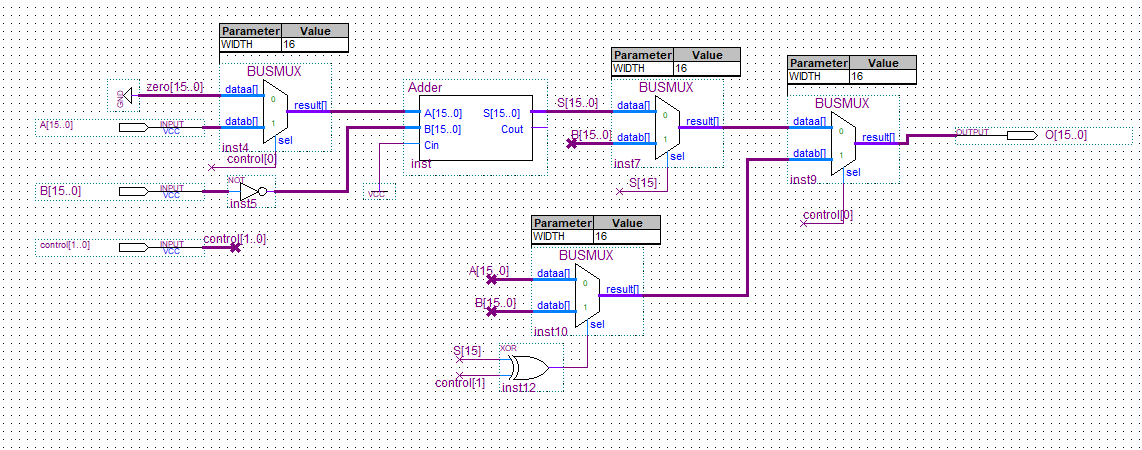 Parameter Value
WIDTH 16
BUSMUX
GND
zero[15..0]
dataa[]
0
result[]
A[15..0]
INPUT
VCC
datab[]
1
sel
inst4
control[0]
B[15..0]
INPUT
VCC
NOT
inst5
control[1..0]
INPUT
VCC
control[1..0]
Adder
A[15..0] S[15..0]
B[15..0] Cout
Cin
inst
VCC
Parameter Value
WIDTH 16
BUSMUX
S[15..0]
dataa[]
0
result[]
B[15..0]
datab[]
1
sel
inst7
S[15]
Parameter Value
WIDTH 16
BUSMUX
dataa[]
0
result[]
datab[]
1
sel
inst9
control[0]
OUTPUT
O[15..0]
Parameter Value
WIDTH 16
BUSMUX
A[15..0]
dataa[]
0
result[]
B[15..0]
datab[]
1
sel
inst10
S[15]
XOR
control[1]
inst12